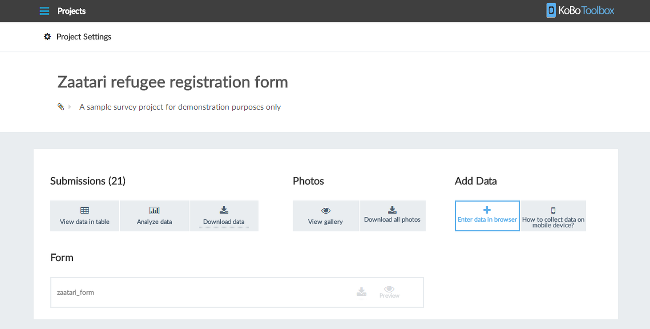 Projects
KoBo Toolbox
Project Settings
Zaatari refugee registration form
A sample survey project for demonstration purposes only
Submissions (21)
Photos
Add Data
View data in table
Analyze data
Download data
View gallery
Download all photos
Enter data in browser
How to collect data on
mobile device?
Form
zaatari_form
Preview